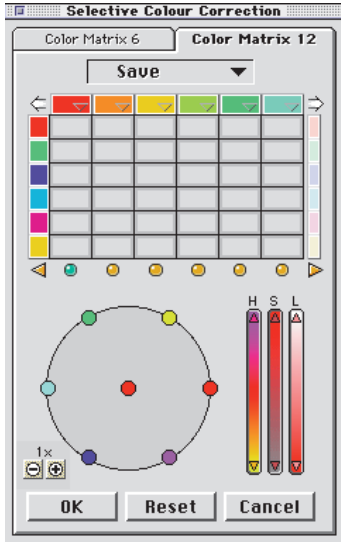 Selective Colour Correction
Color Matrix 6 Color Matrix 12
Save
H S L
1x
OK Reset Cancel